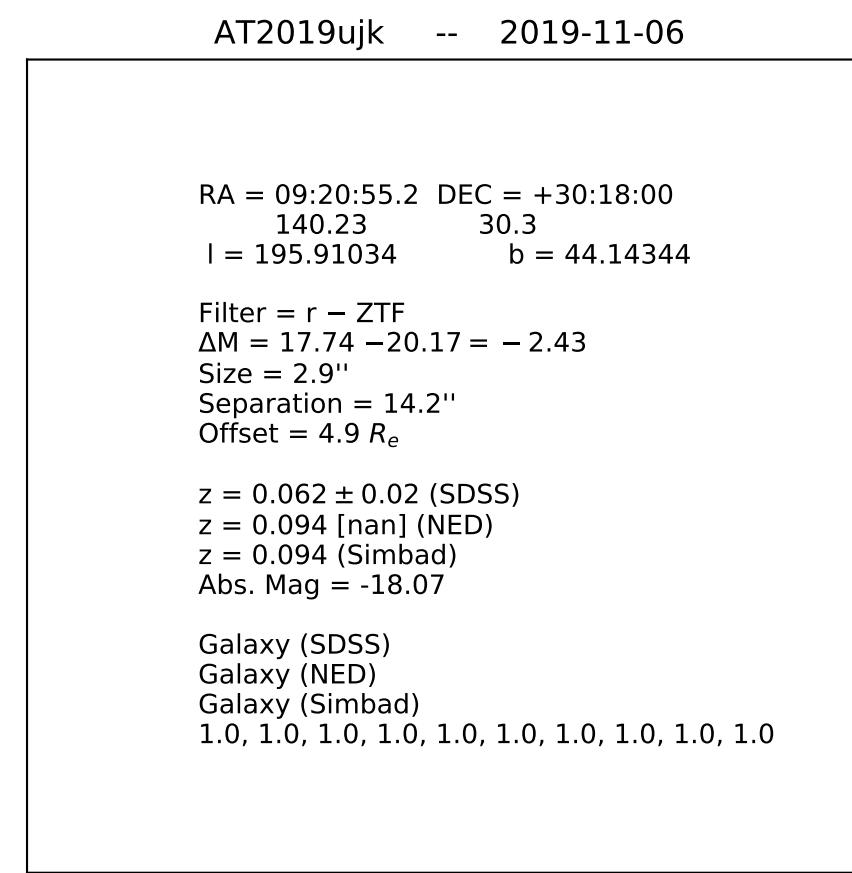 AT2019ujk -- 2019-11-06
RA = 09:20:55.2 DEC = +30:18:00
140.23 30.3
l = 195.91034 b = 44.14344
Filter = r − ZTF
ΔM = 17.74 −20.17 = − 2.43
Size = 2.9''
Separation = 14.2''
Offset = 4.9 Re
z = 0.062 ± 0.02 (SDSS)
z = 0.094 [nan] (NED)
z = 0.094 (Simbad)
Abs. Mag = -18.07
Galaxy (SDSS)
Galaxy (NED)
Galaxy (Simbad)
1.0, 1.0, 1.0, 1.0, 1.0, 1.0, 1.0, 1.0, 1.0, 1.0